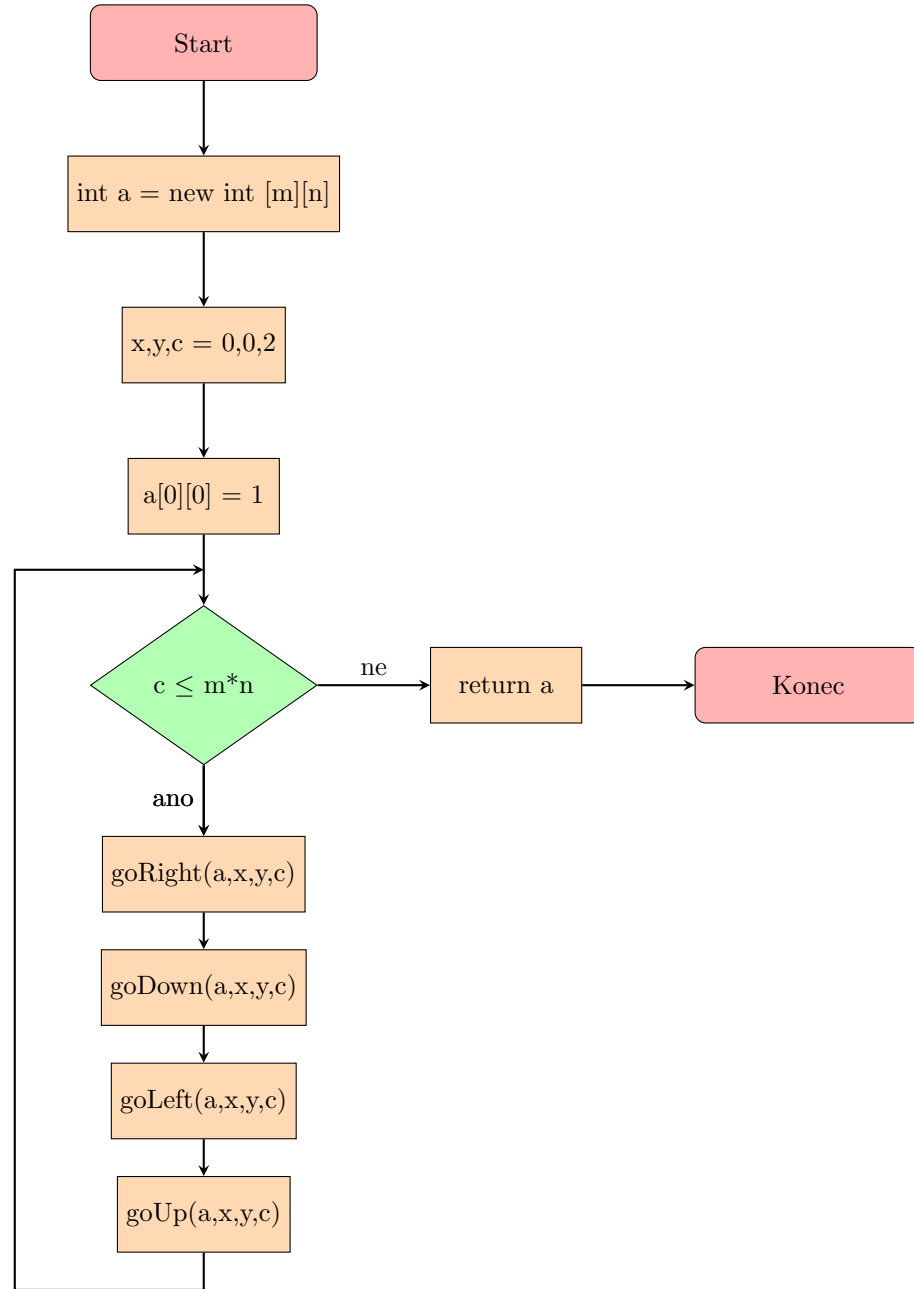 Start
int a = new int [m][n]
x,y,c = 0,0,2
a[0][0] = 1
c ≤ m*n
ne
return a
Konec
ano
goRight(a,x,y,c)
goDown(a,x,y,c)
goLeft(a,x,y,c)
goUp(a,x,y,c)